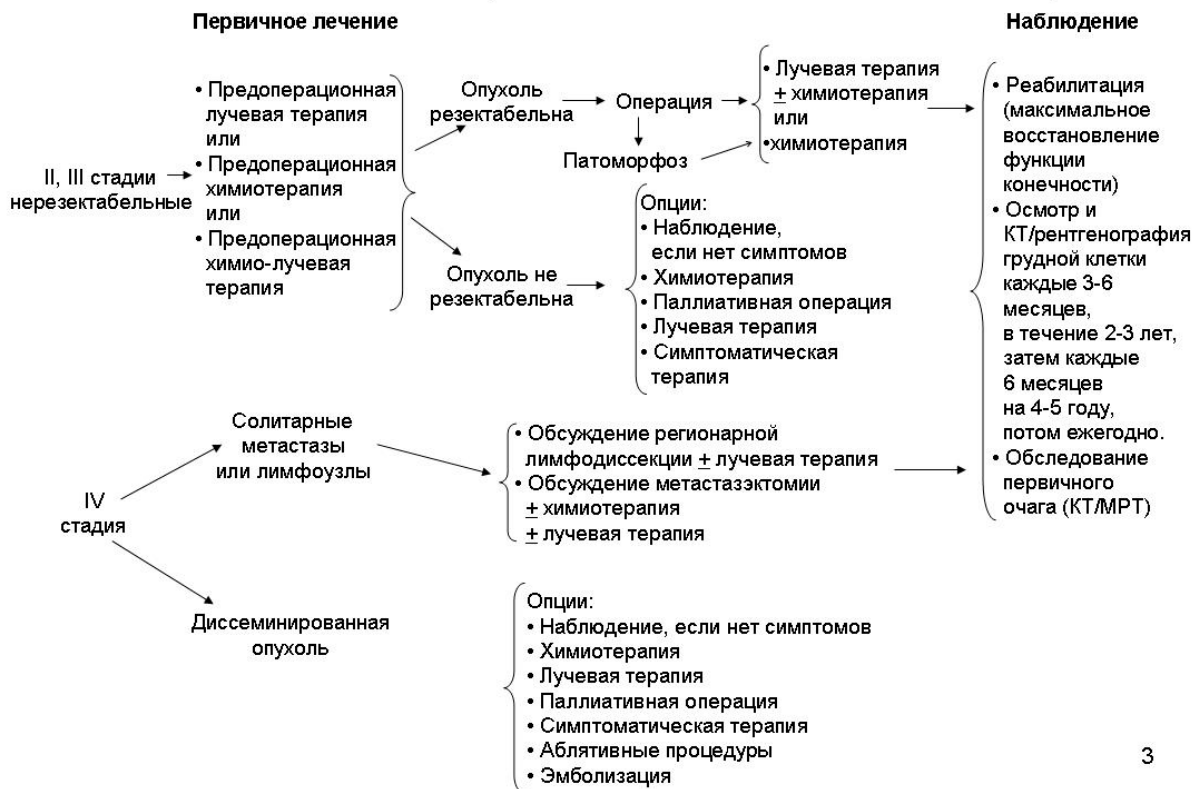 Первичное лечение
Наблюдение
II, III стадии
нерезектабельные
• Предоперационная
лучевая терапия
или
• Предоперационная
химиотерапия
или
• Предоперационная
химио-лучевая
терапия
Опухоль
резектабельна
Операция
Патоморфоз
• Лучевая терапия
± химиотерапия
или
•химиотерапия
Опухоль не
резектабельна
Опции:
• Наблюдение,
если нет симптомов
• Химиотерапия
• Паллиативная операция
• Лучевая терапия
• Симптоматическая
терапия
• Реабилитация
(максимальное
восстановление
функции
конечности)
• Осмотр и
КТ/рентгенография
грудной клетки
каждые 3-6
месяцев,
в течение 2-3 лет,
затем каждые
6 месяцев
на 4-5 году,
потом ежегодно.
• Обследование
первичного
очага (КТ/МРТ)
IV
стадия
Солитарные
метастазы
или лимфоузлы
• Обсуждение регионарной
лимфодиссекции ± лучевая терапия
• Обсуждение метастазэктомии
± химиотерапия
± лучевая терапия
Диссеминированная
опухоль
Опции:
• Наблюдение, если нет симптомов
• Химиотерапия
• Лучевая терапия
• Паллиативная операция
• Симптоматическая терапия
• Аблятивные процедуры
• Эмболизация
3